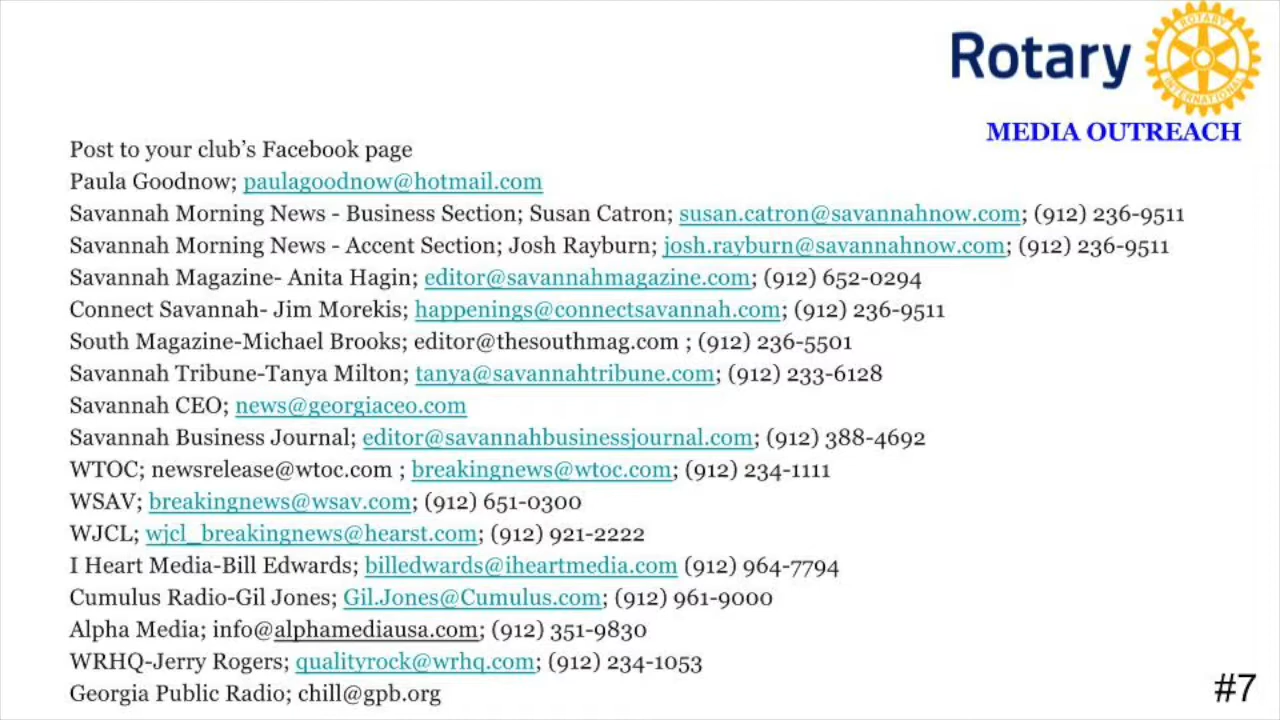 Rotary
ROTARY
INTERNATIONAL
MEDIA OUTREACH
Post to your club’s Facebook page
Paula Goodnow; paulagoodnow@hotmail.com
Savannah Morning News - Business Section; Susan Catron; susan.catron@savannahnow.com; (912) 236-9511
Savannah Morning News - Accent Section; Josh Rayburn; josh.rayburn@savannahnow.com; (912) 236-9511
Savannah Magazine- Anita Hagin; editor@savannahmagazine.com; (912) 652-0294
Connect Savannah- Jim Morekis; happenings@connectsavannah.com; (912) 236-9511
South Magazine-Michael Brooks; editor@thesouthmag.com ; (912) 236-5501
Savannah Tribune-Tanya Milton; tanya@savannahtribune.com; (912) 233-6128
Savannah CEO; news@georgiaceo.com
Savannah Business Journal; editor@savannahbusinessjournal.com; (912) 388-4692
WTOC; newsrelease@wtoc.com ; breakingnews@wtoc.com; (912) 234-1111
WSAV; breakingnews@wsav.com; (912) 651-0300
WJCL; wjcl_breakingnews@hearst.com; (912) 921-2222
I Heart Media-Bill Edwards; billedwards@iheartmedia.com (912) 964-7794
Cumulus Radio-Gil Jones; Gil.Jones@Cumulus.com; (912) 961-9000
Alpha Media; info@alphamediausa.com; (912) 351-9830
WRHQ-Jerry Rogers; qualityrock@wrhq.com; (912) 234-1053
Georgia Public Radio; chill@gpb.org
#7